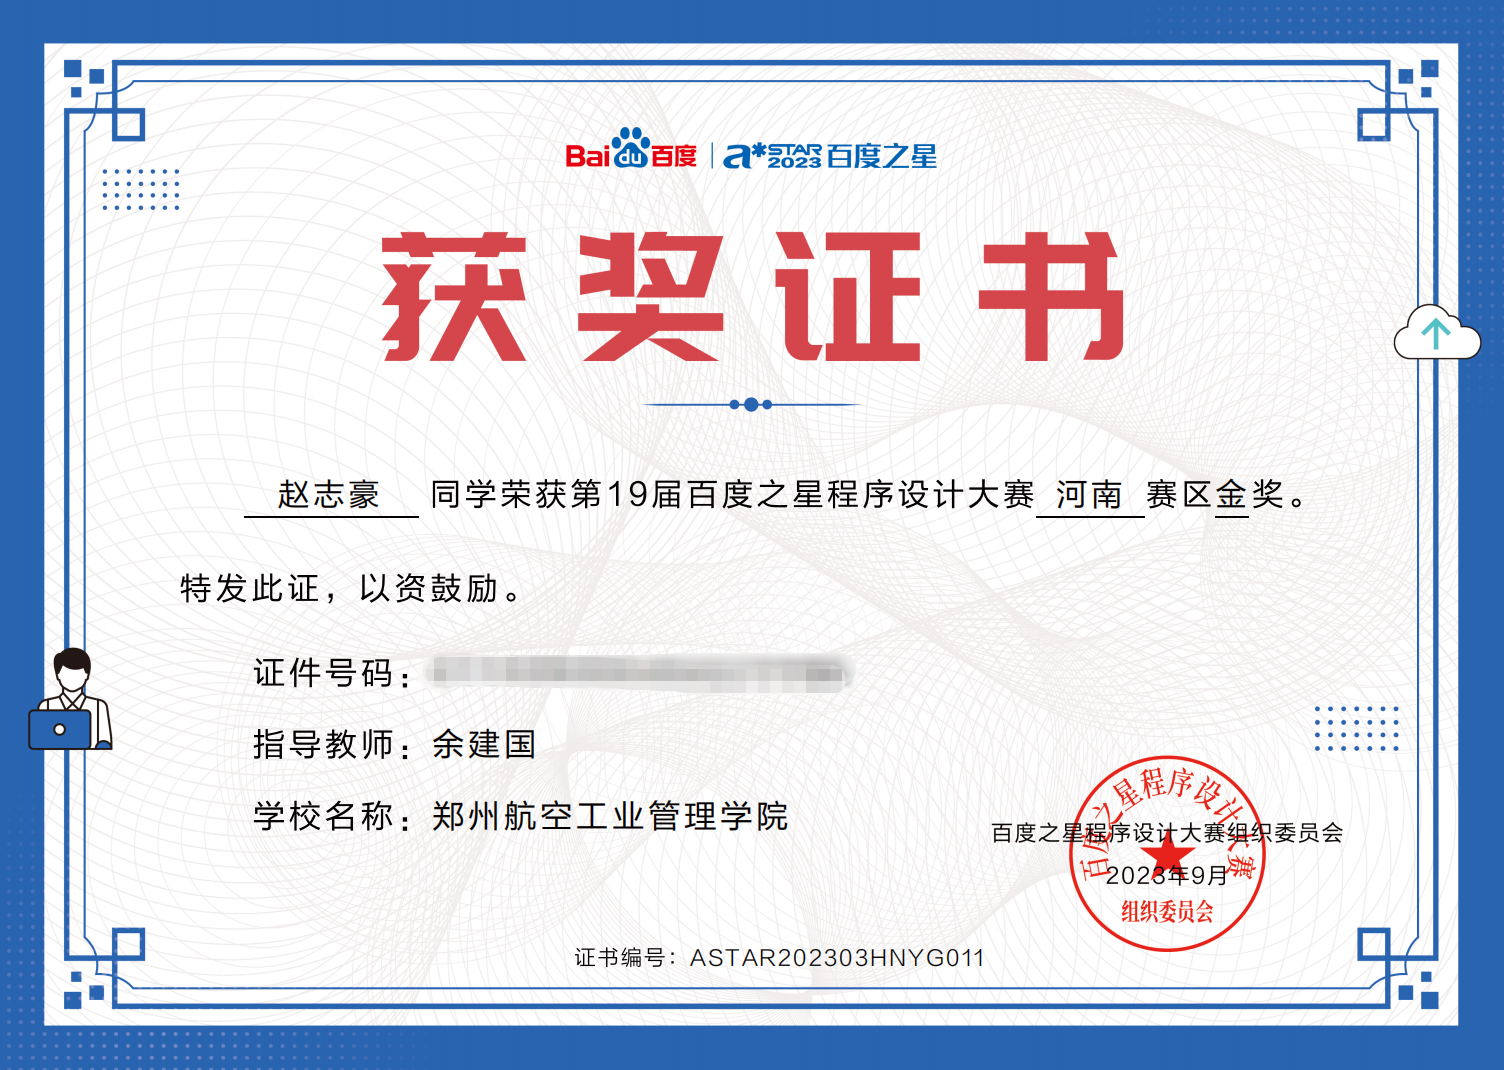 Bai du 百度 | a*STAR 2023 百度之星
获奖证书
赵志豪 同学荣获第19届百度之星程序设计大赛 河南 赛区金奖。
特发此证，以资鼓励。
证件号码：
指导教师：余建国
学校名称：郑州航空工业管理学院
百度之星程序设计大赛
百度之星程序设计大赛组织委员会
2023年9月
组织委员会
证书编号：ASTAR202303HNYG011